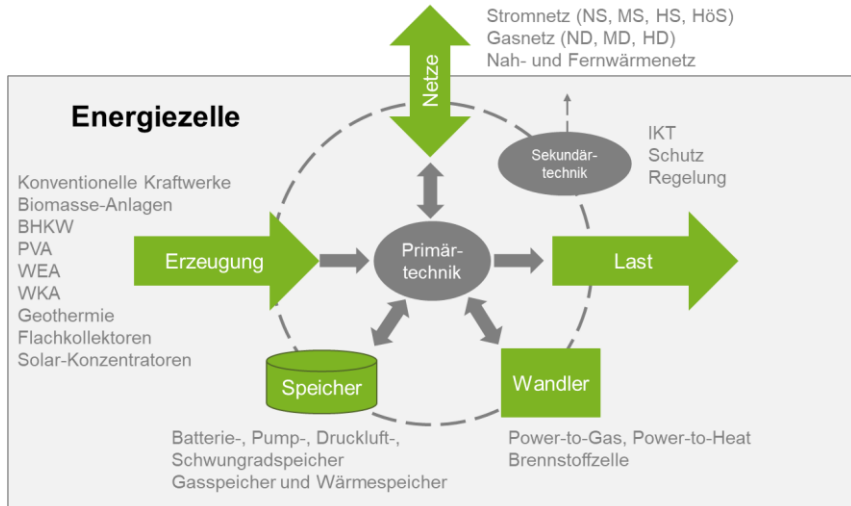 Stromnetz (NS, MS, HS, HöS)
Gasnetz (ND, MD, HD)
Nah- und Fernwärmenetz
Netze
Energiezelle
Sekundär-
technik
IKT
Schutz
Regelung
Konventionelle Kraftwerke
Biomasse-Anlagen
BHKW
PVA
WEA
WKA
Geothermie
Flachkollektoren
Solar-Konzentratoren
Erzeugung
Primär-
technik
Last
Speicher
Wandler
Batterie-, Pump-, Druckluft-,
Schwungradspeicher
Gasspeicher und Wärmespeicher
Power-to-Gas, Power-to-Heat
Brennstoffzelle